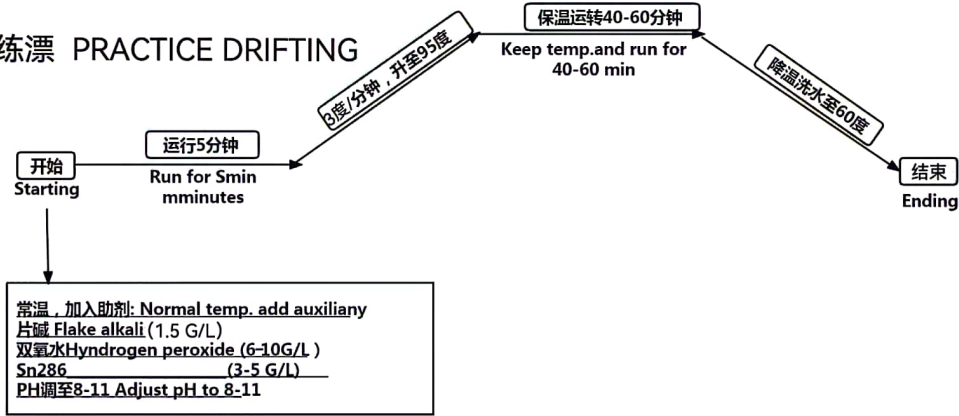 练漂 PRACTICE DRIFTING
保温运转40-60分钟
Keep temp.and run for
40-60 min
3度/分钟，升至95度
降温洗水至60度
运行5分钟
Run for Smin
mminutes
开始
Starting
结束
Ending
常温，加入助剂: Normal temp. add auxiliany
片碱 Flake alkali (1.5 G/L)
双氧水Hyndrogen peroxide (6-10G/L )
Sn286 (3-5 G/L)
PH调至8-11 Adjust pH to 8-11